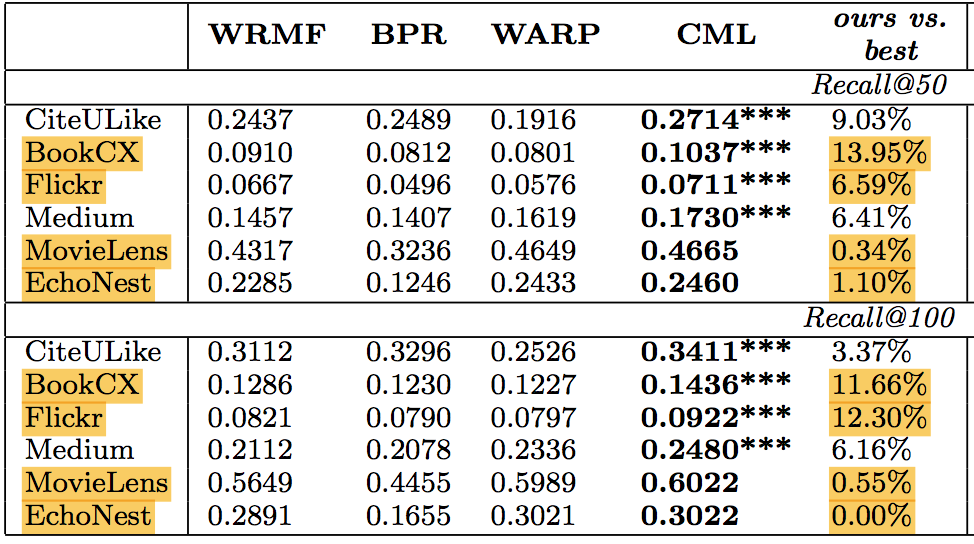 WRMF BPR WARP CML ours vs. best
Recall@50
CiteULike 0.2437 0.2489 0.1916 0.2714*** 9.03%
BookCX 0.0910 0.0812 0.0801 0.1037*** 13.95%
Flickr 0.0667 0.0496 0.0576 0.0711*** 6.59%
Medium 0.1457 0.1407 0.1619 0.1730*** 6.41%
MovieLens 0.4317 0.3236 0.4649 0.4665 0.34%
EchoNest 0.2285 0.1246 0.2433 0.2460 1.10%
Recall@100
CiteULike 0.3112 0.3296 0.2526 0.3411*** 3.37%
BookCX 0.1286 0.1230 0.1227 0.1436*** 11.66%
Flickr 0.0821 0.0790 0.0797 0.0922*** 12.30%
Medium 0.2112 0.2078 0.2336 0.2480*** 6.16%
MovieLens 0.5649 0.4455 0.5989 0.6022 0.55%
EchoNest 0.2891 0.1655 0.3021 0.3022 0.00%